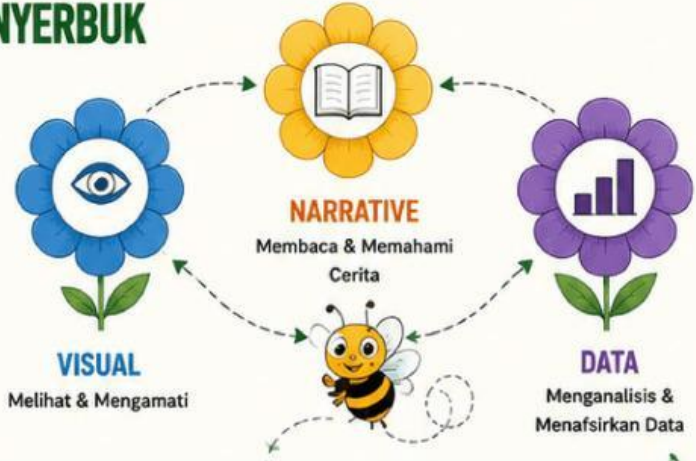 NYERBUK
NARRATIVE
Membaca & Memahami
Cerita
VISUAL
Melihat & Mengamati
DATA
Menganalisis &
Menafsirkan Data